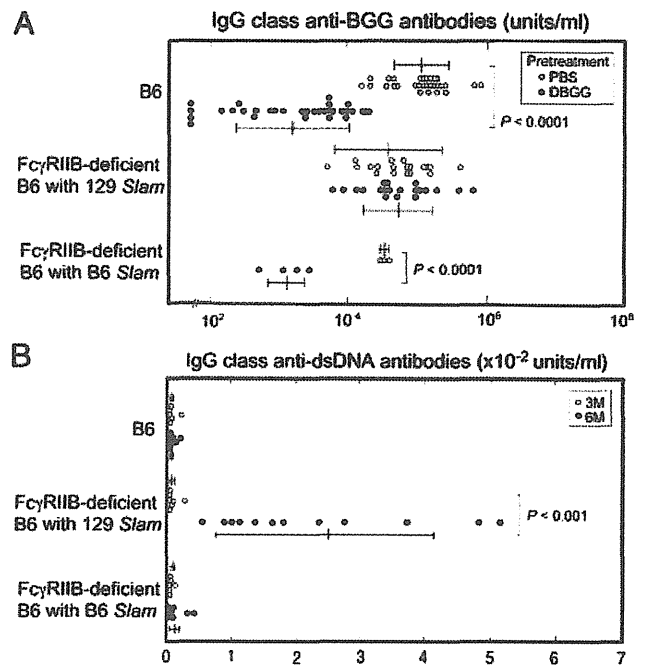 A
IgG class anti-BGG antibodies (units/ml)
Pretreatment
PBS
DBGG
B6
P < 0.0001
FcγRIIB-deficient
B6 with 129 Slam
FcγRIIB-deficient
B6 with B6 Slam
P < 0.0001
10² 10⁴ 10⁶ 10⁸
B
IgG class anti-dsDNA antibodies (x10⁻² units/ml)
3M
6M
B6
FcγRIIB-deficient
B6 with 129 Slam
P < 0.001
FcγRIIB-deficient
B6 with B6 Slam
0 1 2 3 4 5 6 7